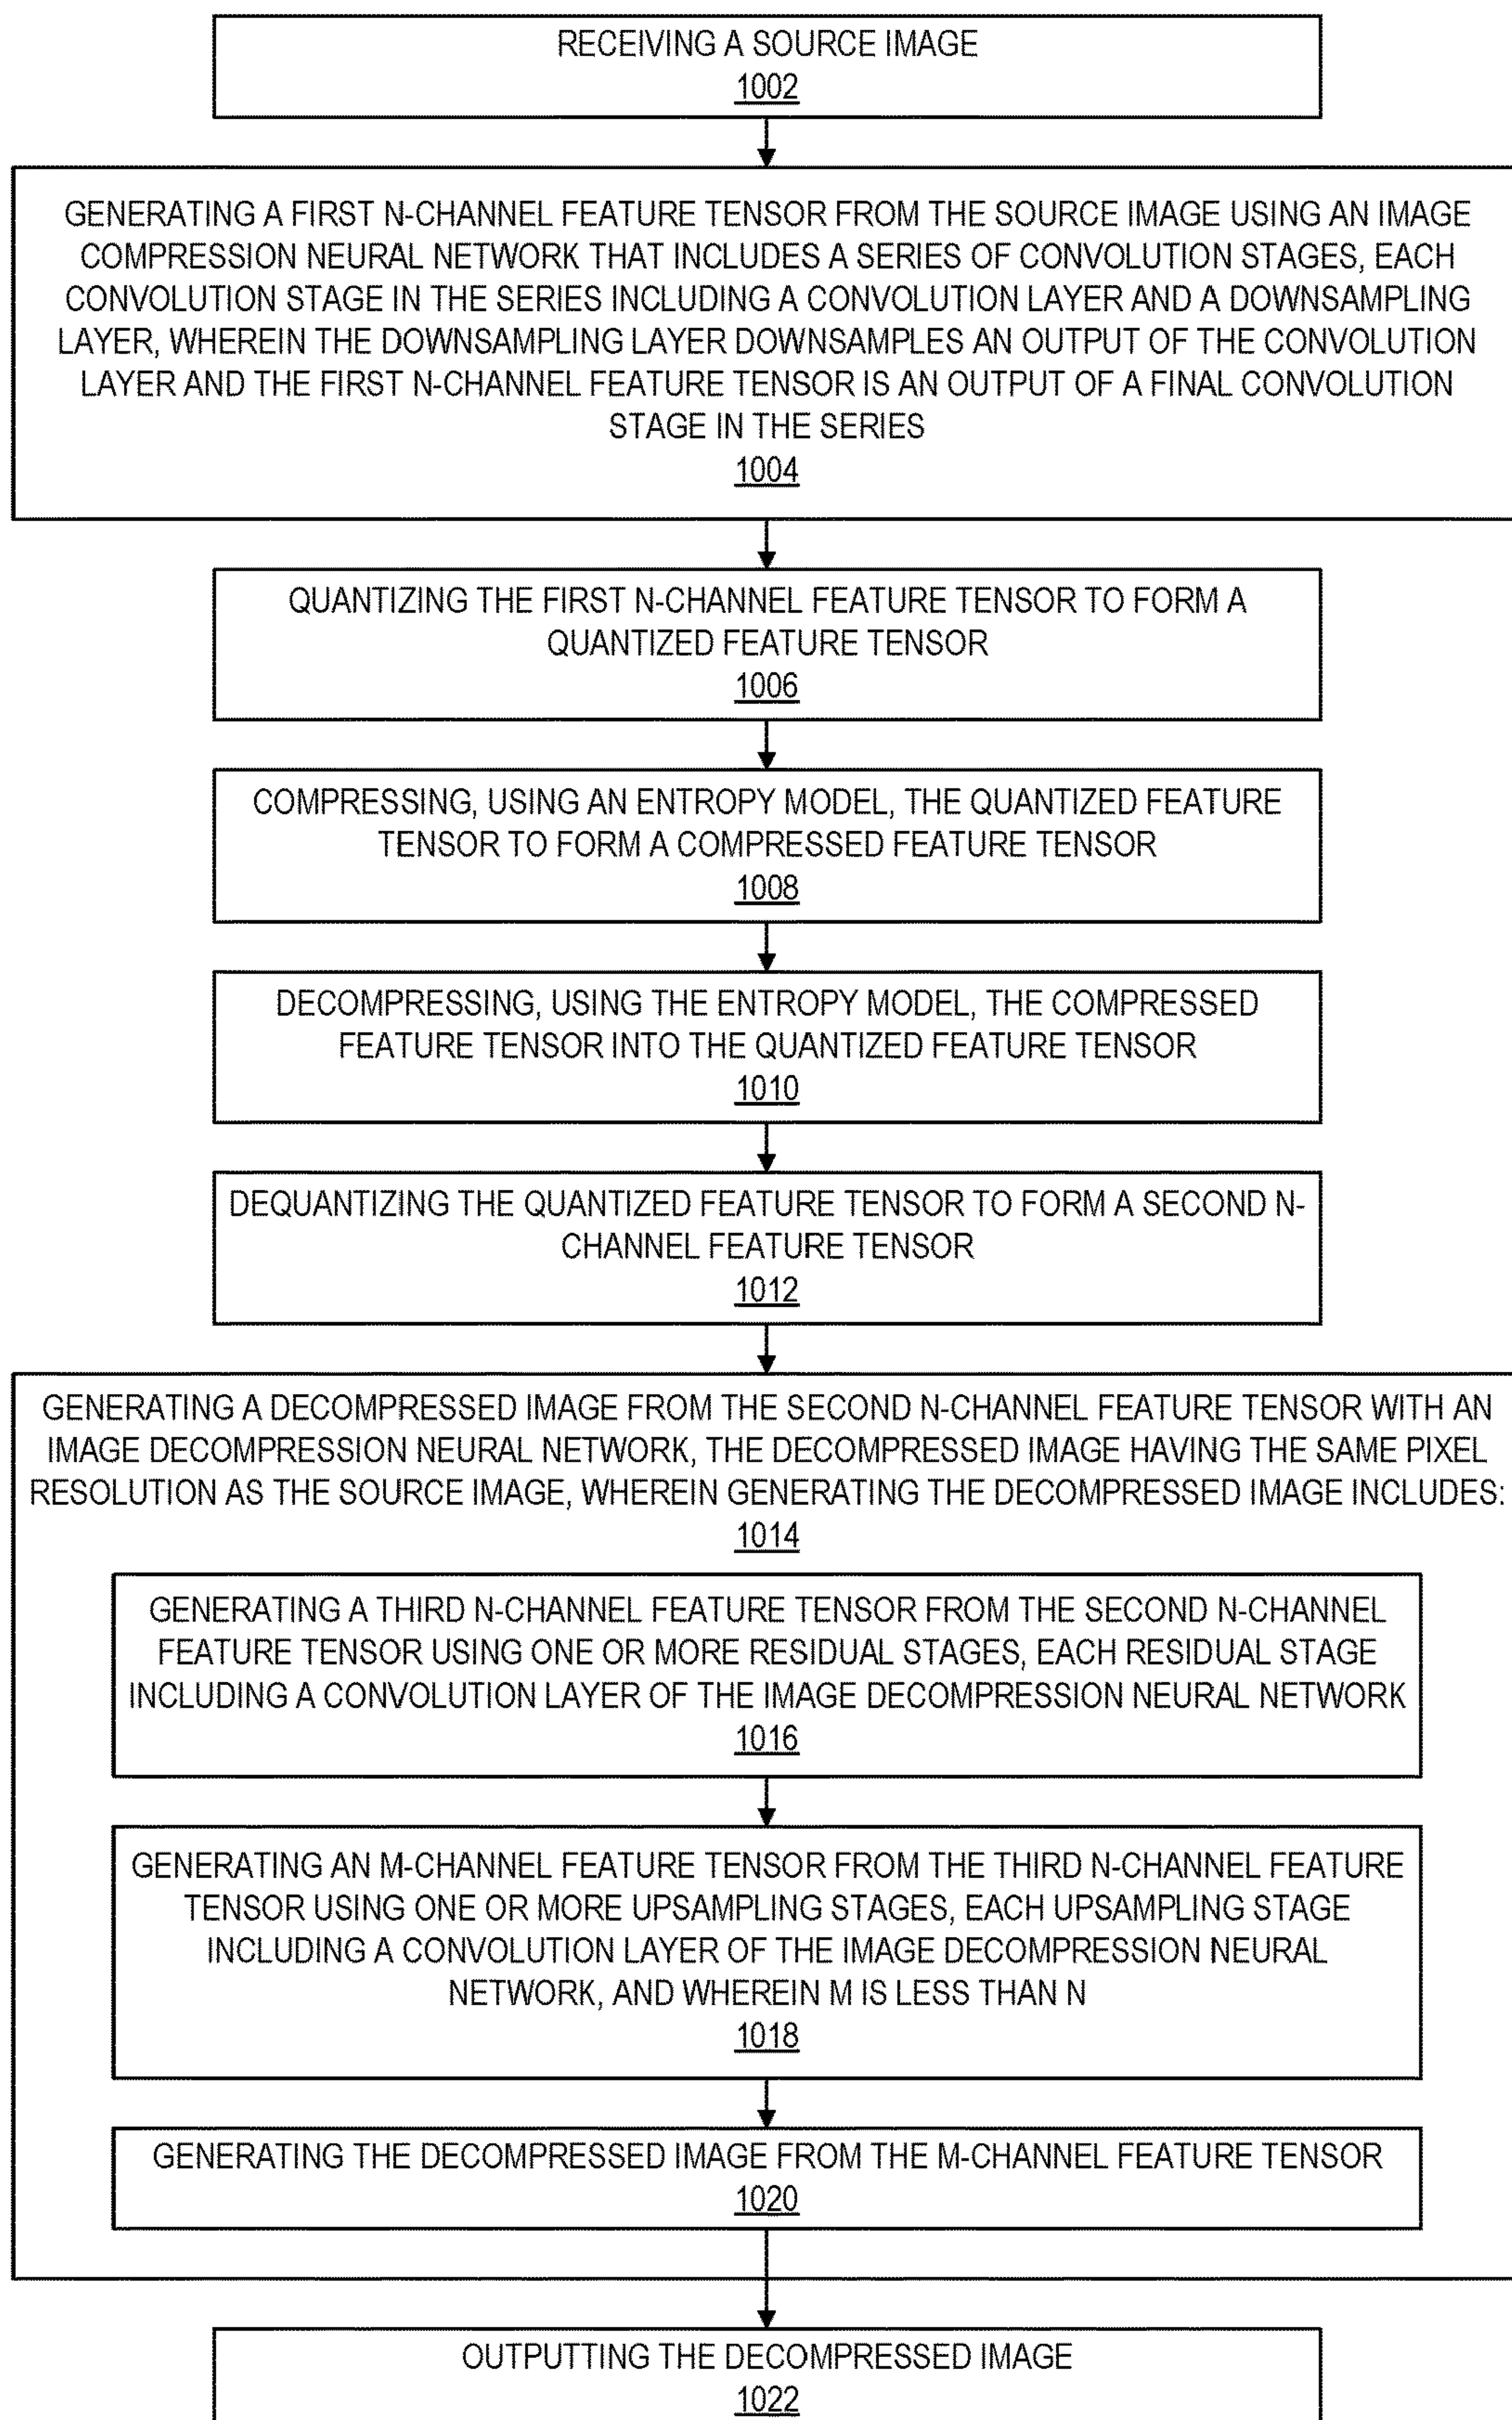 RECEIVING A SOURCE IMAGE
1002
GENERATING A FIRST N-CHANNEL FEATURE TENSOR FROM THE SOURCE IMAGE USING AN IMAGE
COMPRESSION NEURAL NETWORK THAT INCLUDES A SERIES OF CONVOLUTION STAGES, EACH
CONVOLUTION STAGE IN THE SERIES INCLUDING A CONVOLUTION LAYER AND A DOWNSAMPLING
LAYER, WHEREIN THE DOWNSAMPLING LAYER DOWNSAMPLES AN OUTPUT OF THE CONVOLUTION
LAYER AND THE FIRST N-CHANNEL FEATURE TENSOR IS AN OUTPUT OF A FINAL CONVOLUTION
STAGE IN THE SERIES
1004
QUANTIZING THE FIRST N-CHANNEL FEATURE TENSOR TO FORM A
QUANTIZED FEATURE TENSOR
1006
COMPRESSING, USING AN ENTROPY MODEL, THE QUANTIZED FEATURE
TENSOR TO FORM A COMPRESSED FEATURE TENSOR
1008
DECOMPRESSING, USING THE ENTROPY MODEL, THE COMPRESSED
FEATURE TENSOR INTO THE QUANTIZED FEATURE TENSOR
1010
DEQUANTIZING THE QUANTIZED FEATURE TENSOR TO FORM A SECOND N-
CHANNEL FEATURE TENSOR
1012
GENERATING A DECOMPRESSED IMAGE FROM THE SECOND N-CHANNEL FEATURE TENSOR WITH AN
IMAGE DECOMPRESSION NEURAL NETWORK, THE DECOMPRESSED IMAGE HAVING THE SAME PIXEL
RESOLUTION AS THE SOURCE IMAGE, WHEREIN GENERATING THE DECOMPRESSED IMAGE INCLUDES:
1014
GENERATING A THIRD N-CHANNEL FEATURE TENSOR FROM THE SECOND N-CHANNEL
FEATURE TENSOR USING ONE OR MORE RESIDUAL STAGES, EACH RESIDUAL STAGE
INCLUDING A CONVOLUTION LAYER OF THE IMAGE DECOMPRESSION NEURAL NETWORK
1016
GENERATING AN M-CHANNEL FEATURE TENSOR FROM THE THIRD N-CHANNEL FEATURE
TENSOR USING ONE OR MORE UPSAMPLING STAGES, EACH UPSAMPLING STAGE
INCLUDING A CONVOLUTION LAYER OF THE IMAGE DECOMPRESSION NEURAL
NETWORK, AND WHEREIN M IS LESS THAN N
1018
GENERATING THE DECOMPRESSED IMAGE FROM THE M-CHANNEL FEATURE TENSOR
1020
OUTPUTTING THE DECOMPRESSED IMAGE
1022